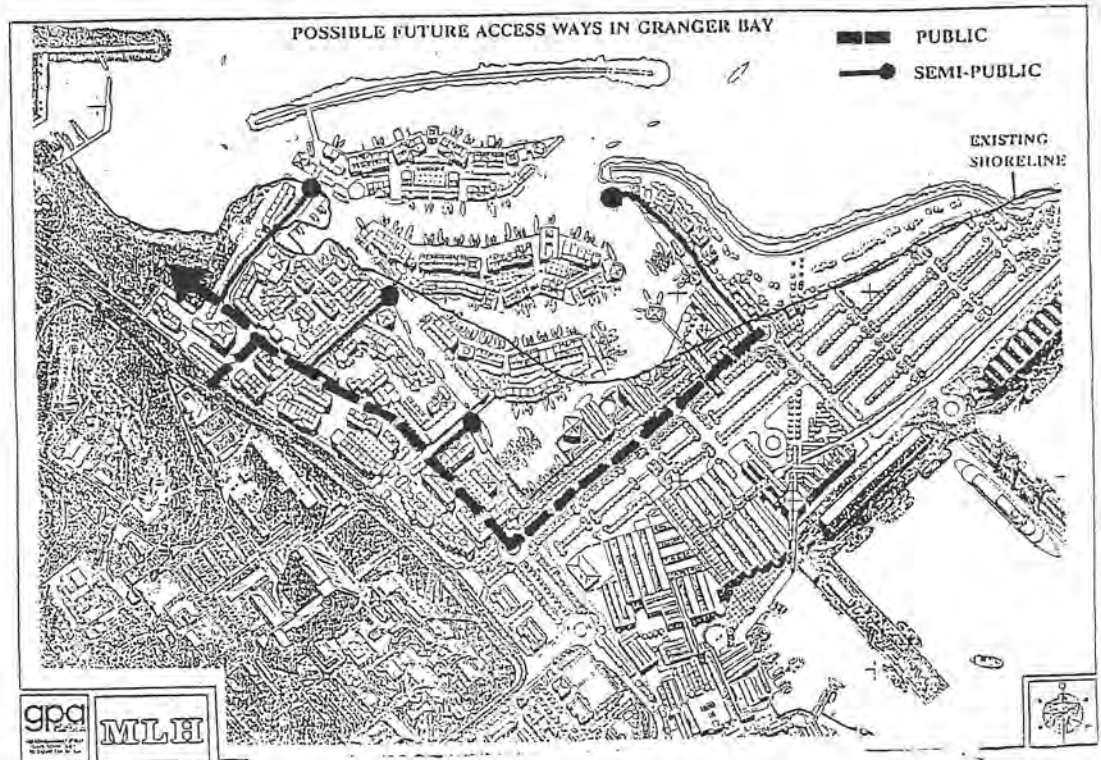 POSSIBLE FUTURE ACCESS WAYS IN GRANGER BAY
PUBLIC
SEMI-PUBLIC
EXISTING
SHORELINE
gpa
MLH